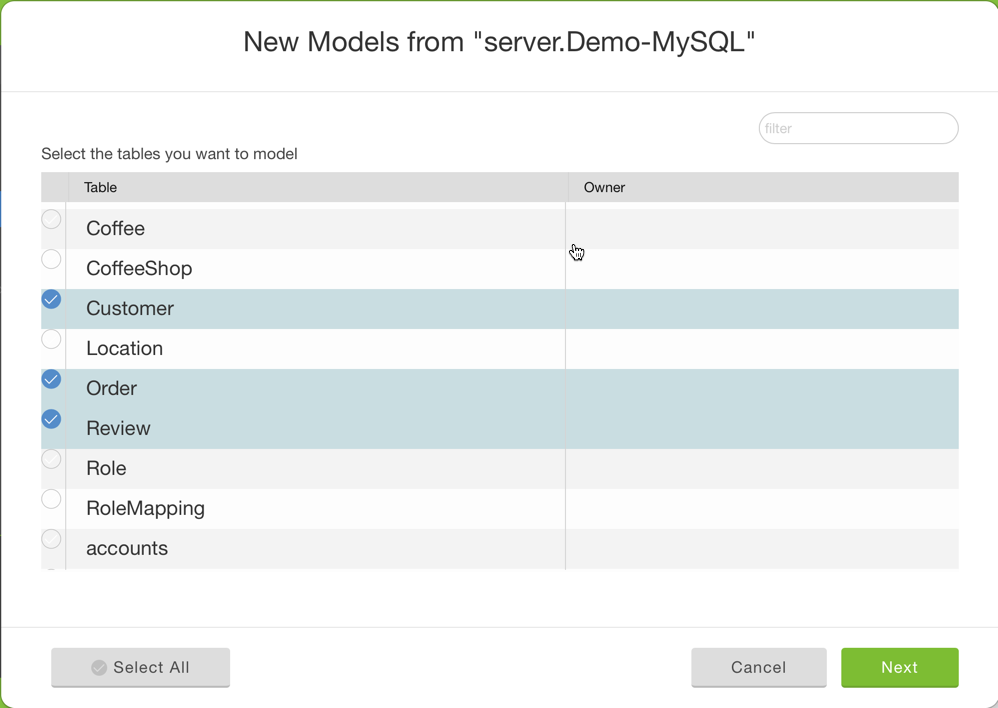 New Models from "server.Demo-MySQL"
filter
Select the tables you want to model
Table Owner
Coffee
CoffeeShop
Customer
Location
Order
Review
Role
RoleMapping
accounts
Select All Cancel Next